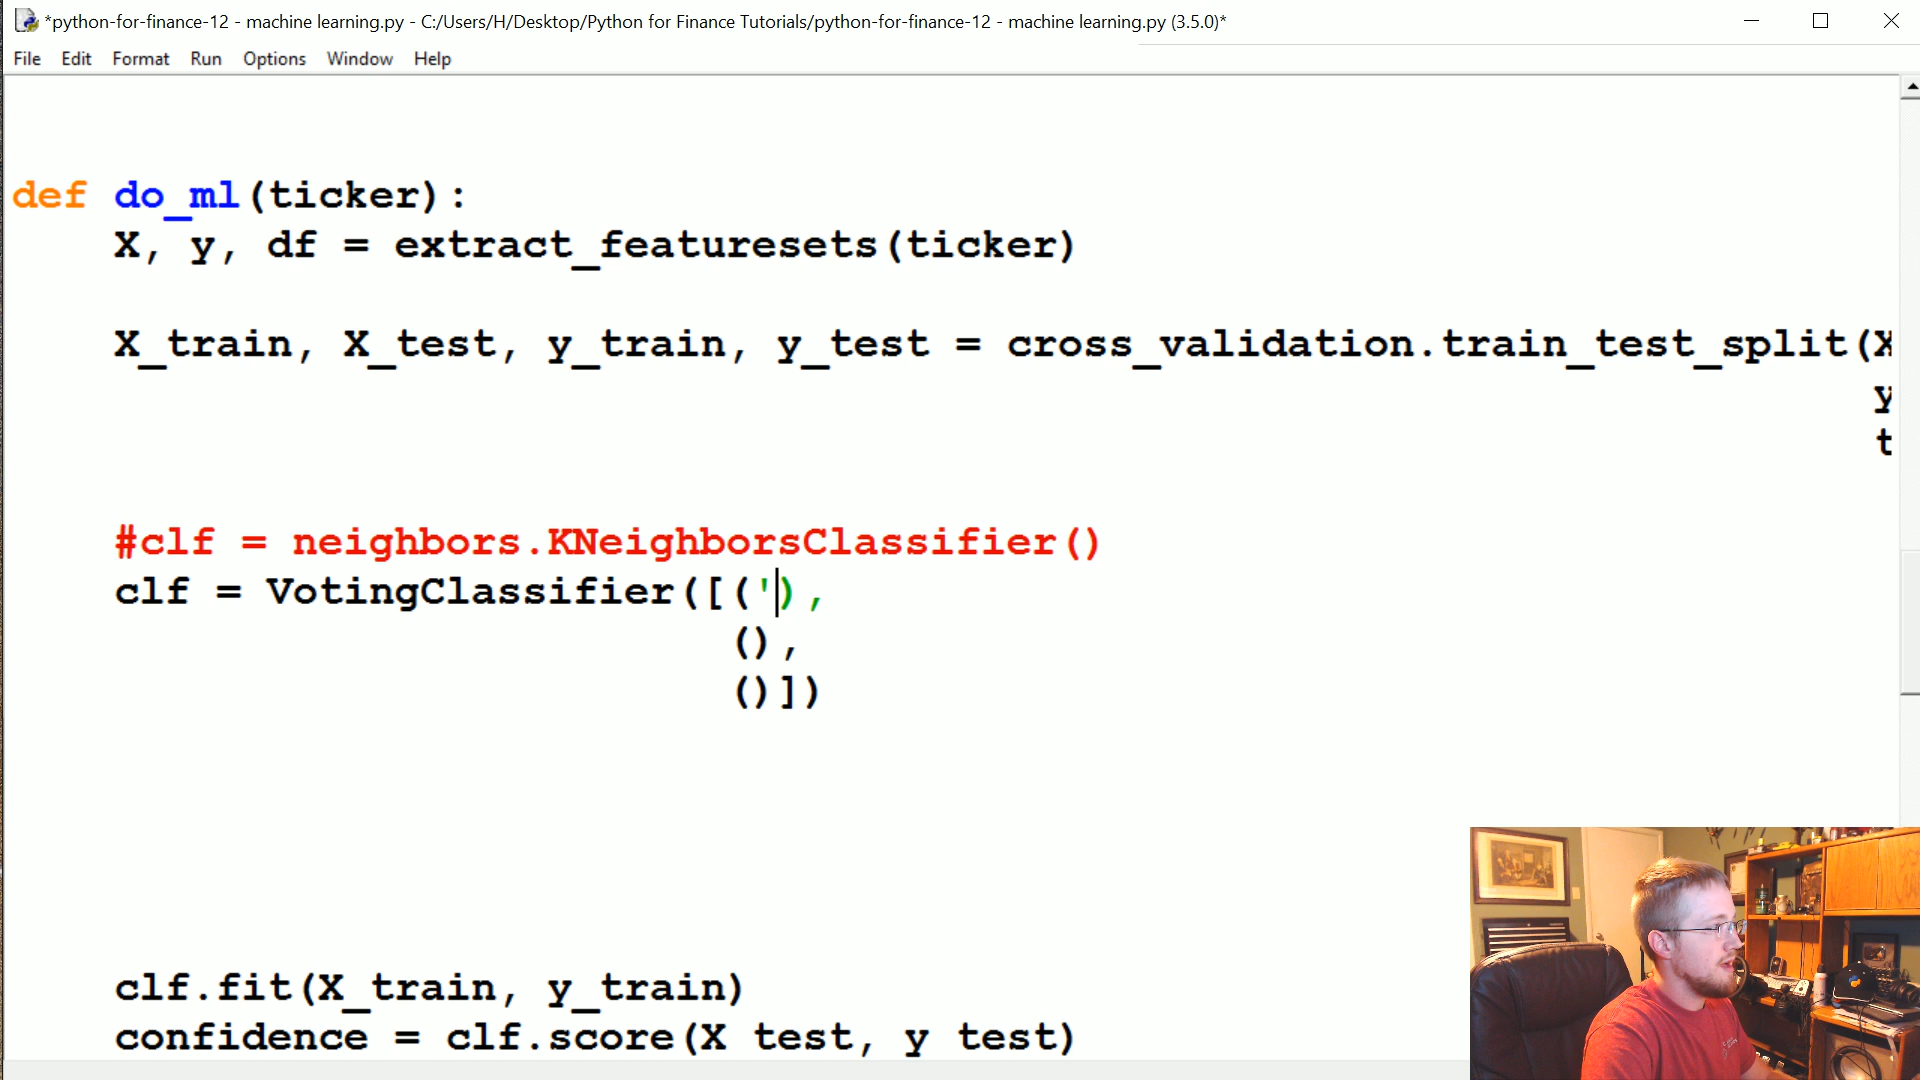 *python-for-finance-12 - machine learning.py - C:/Users/H/Desktop/Python for Finance Tutorials/python-for-finance-12 - machine learning.py (3.5.0)*
File Edit Format Run Options Window Help
def do_ml(ticker):
X, y, df = extract_featuresets(ticker)
X_train, X_test, y_train, y_test = cross_validation.train_test_split(X
y
t
#clf = neighbors.KNeighborsClassifier()
clf = VotingClassifier([('),
(),
()])
clf.fit(X_train, y_train)
confidence = clf.score(X test, y test)